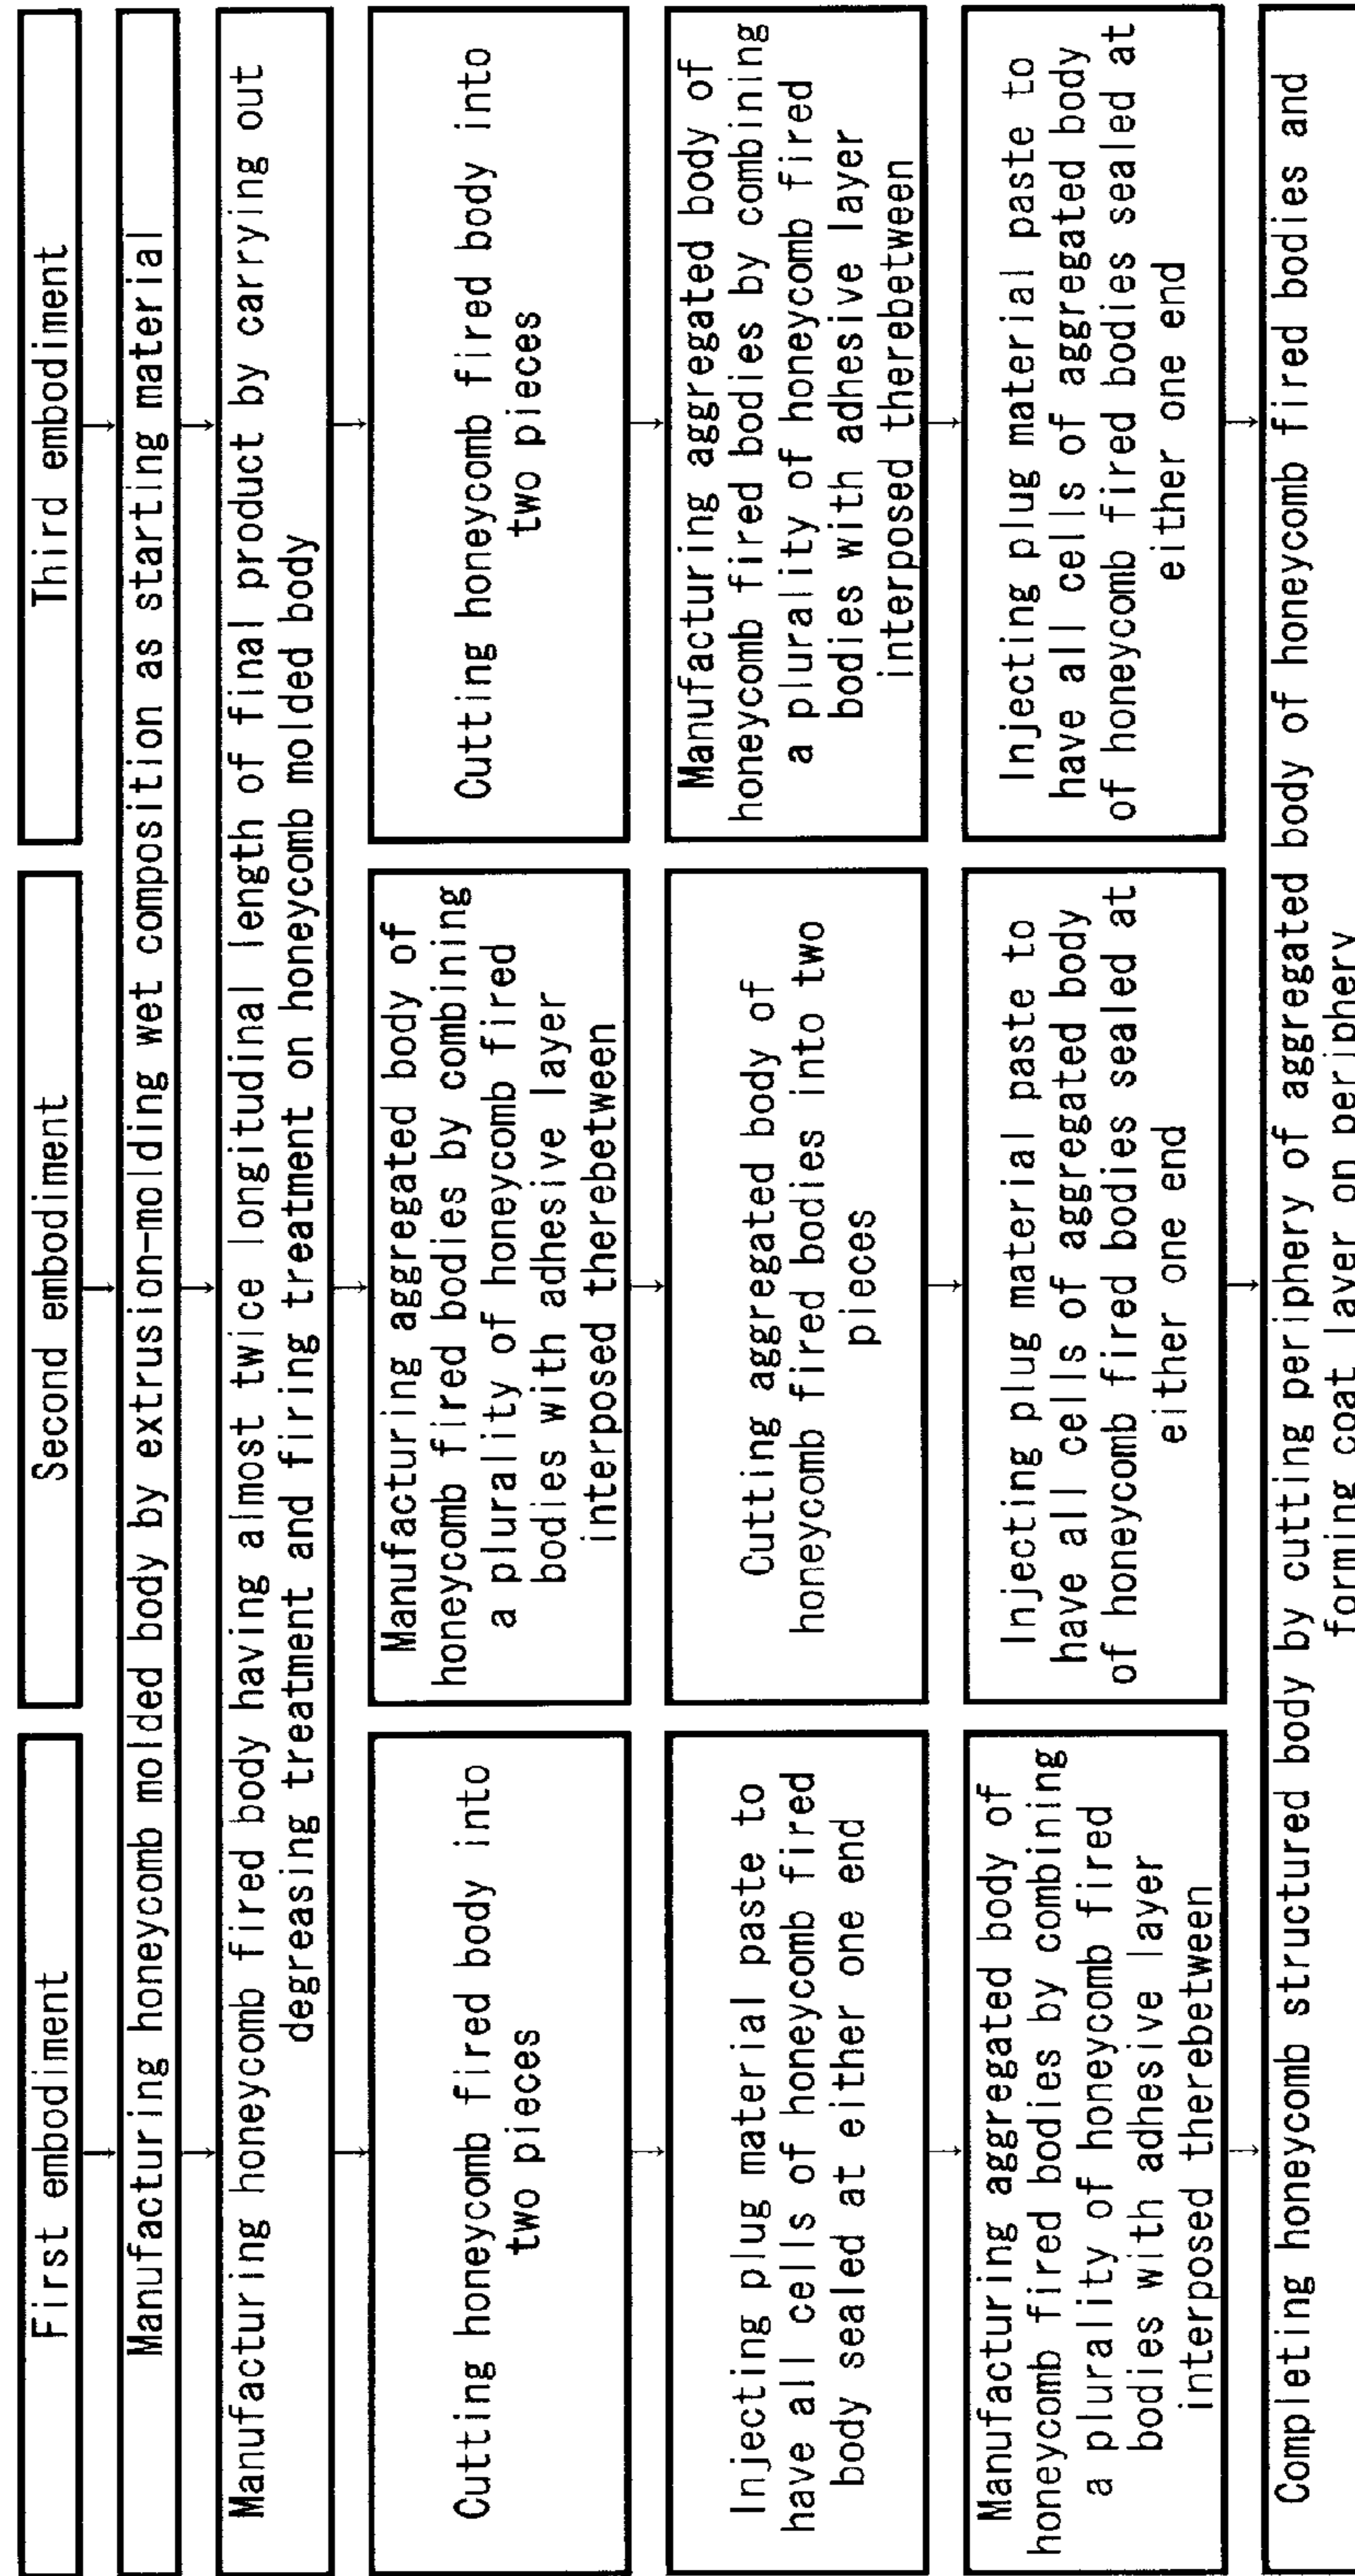 First embodiment
Second embodiment
Third embodiment
Manufacturing honeycomb molded body by extrusion-molding wet composition as starting material
Manufacturing honeycomb fired body having almost twice longitudinal length of final product by carrying out
degreasing treatment and firing treatment on honeycomb molded body
Cutting honeycomb fired body into
two pieces
Manufacturing aggregated body of
honeycomb fired bodies by combining
a plurality of honeycomb fired
bodies with adhesive layer
interposed therebetween
Cutting honeycomb fired body into
two pieces
Injecting plug material paste to
have all cells of honeycomb fired
body sealed at either one end
Cutting aggregated body of
honeycomb fired bodies into two
pieces
Manufacturing aggregated body of
honeycomb fired bodies by combining
a plurality of honeycomb fired
bodies with adhesive layer
interposed therebetween
Manufacturing aggregated body of
honeycomb fired bodies by combining
a plurality of honeycomb fired
bodies with adhesive layer
interposed therebetween
Injecting plug material paste to
have all cells of aggregated body
of honeycomb fired bodies sealed at
either one end
Injecting plug material paste to
have all cells of aggregated body
of honeycomb fired bodies sealed at
either one end
Completing honeycomb structured body by cutting periphery of aggregated body of honeycomb fired bodies and
forming coat layer on periphery